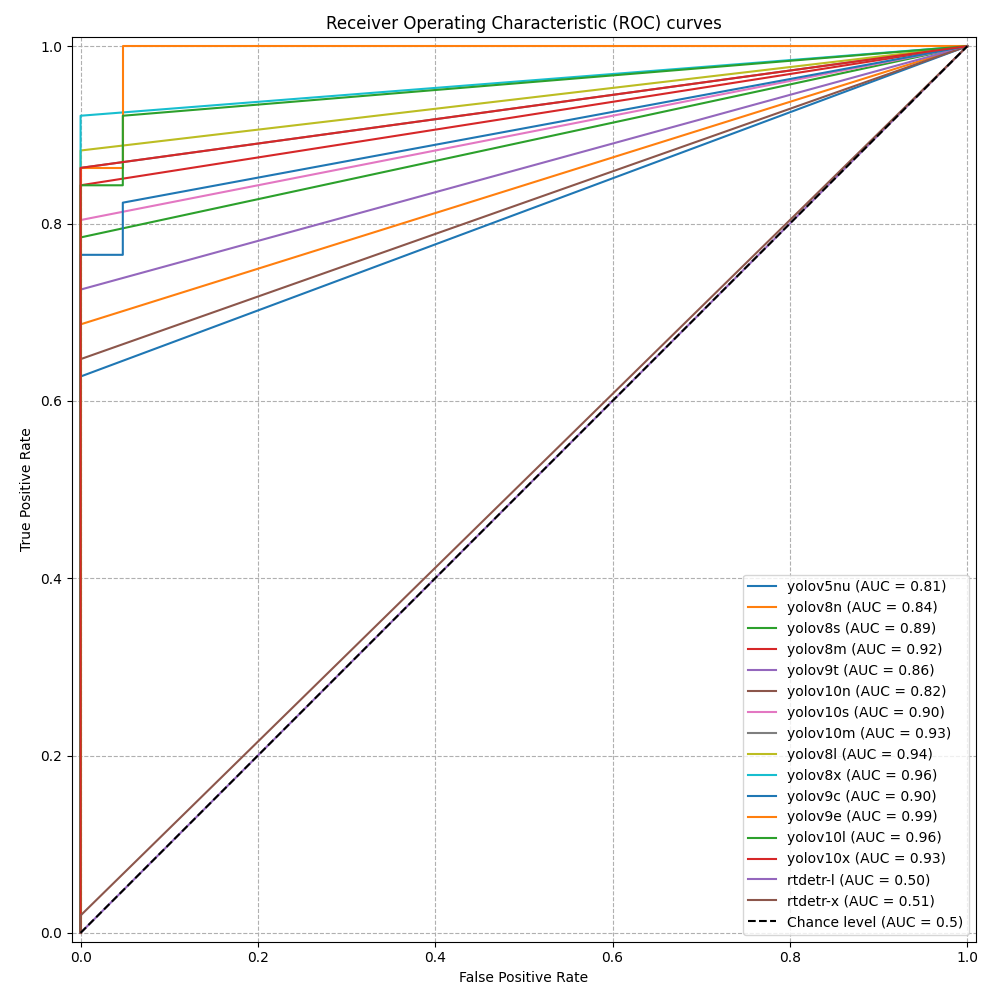 Receiver Operating Characteristic (ROC) curves
1.0
0.8
0.6
0.4
0.2
0.0
True Positive Rate
0.0 0.2 0.4 0.6 0.8 1.0
False Positive Rate
yolov5nu (AUC = 0.81)
yolov8n (AUC = 0.84)
yolov8s (AUC = 0.89)
yolov8m (AUC = 0.92)
yolov9t (AUC = 0.86)
yolov10n (AUC = 0.82)
yolov10s (AUC = 0.90)
yolov10m (AUC = 0.93)
yolov8l (AUC = 0.94)
yolov8x (AUC = 0.96)
yolov9c (AUC = 0.90)
yolov9e (AUC = 0.99)
yolov10l (AUC = 0.96)
yolov10x (AUC = 0.93)
rtdetr-l (AUC = 0.50)
rtdetr-x (AUC = 0.51)
Chance level (AUC = 0.5)